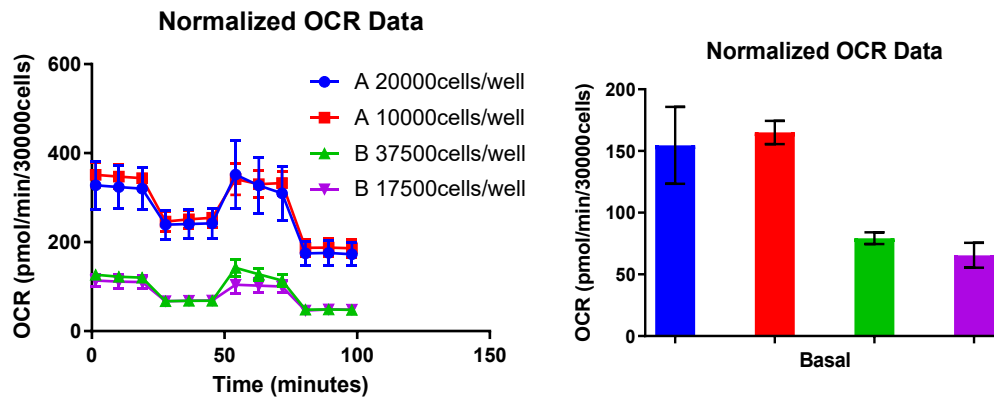 Normalized OCR Data
OCR (pmol/min/30000cells)
600
400
200
0
A 20000cells/well
A 10000cells/well
B 37500cells/well
B 17500cells/well
0 50 100 150
Time (minutes)
Normalized OCR Data
OCR (pmol/min/30000cells)
200
150
100
50
0
Basal